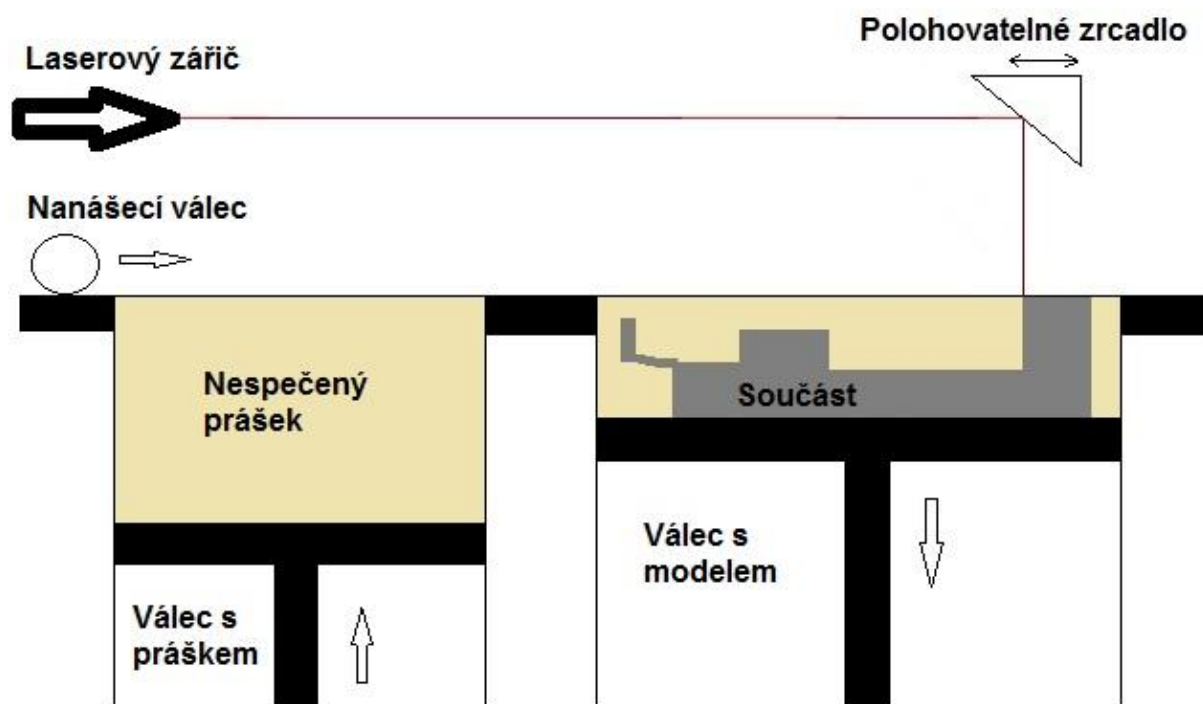 Polohovatelné zrcadlo
Laserový zářič
Nanášecí válec
Nespečený
prášek
Součást
Válec s
modelem
Válec s
práškem